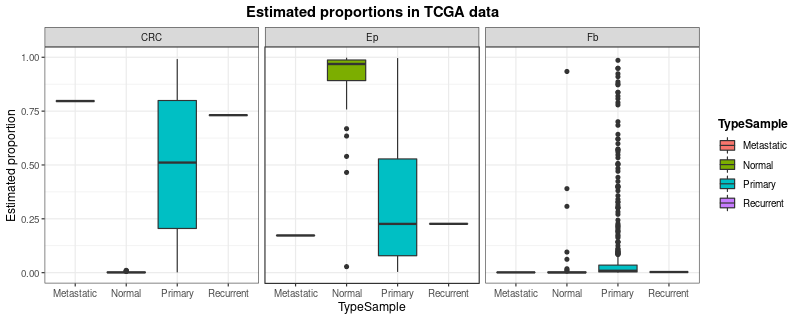 Estimated proportions in TCGA data
CRC
Ep
Fb
Estimated proportion
1.00
0.75
0.50
0.25
0.00
Metastatic Normal Primary Recurrent
Metastatic Normal Primary Recurrent
Metastatic Normal Primary Recurrent
TypeSample
TypeSample
Metastatic
Normal
Primary
Recurrent